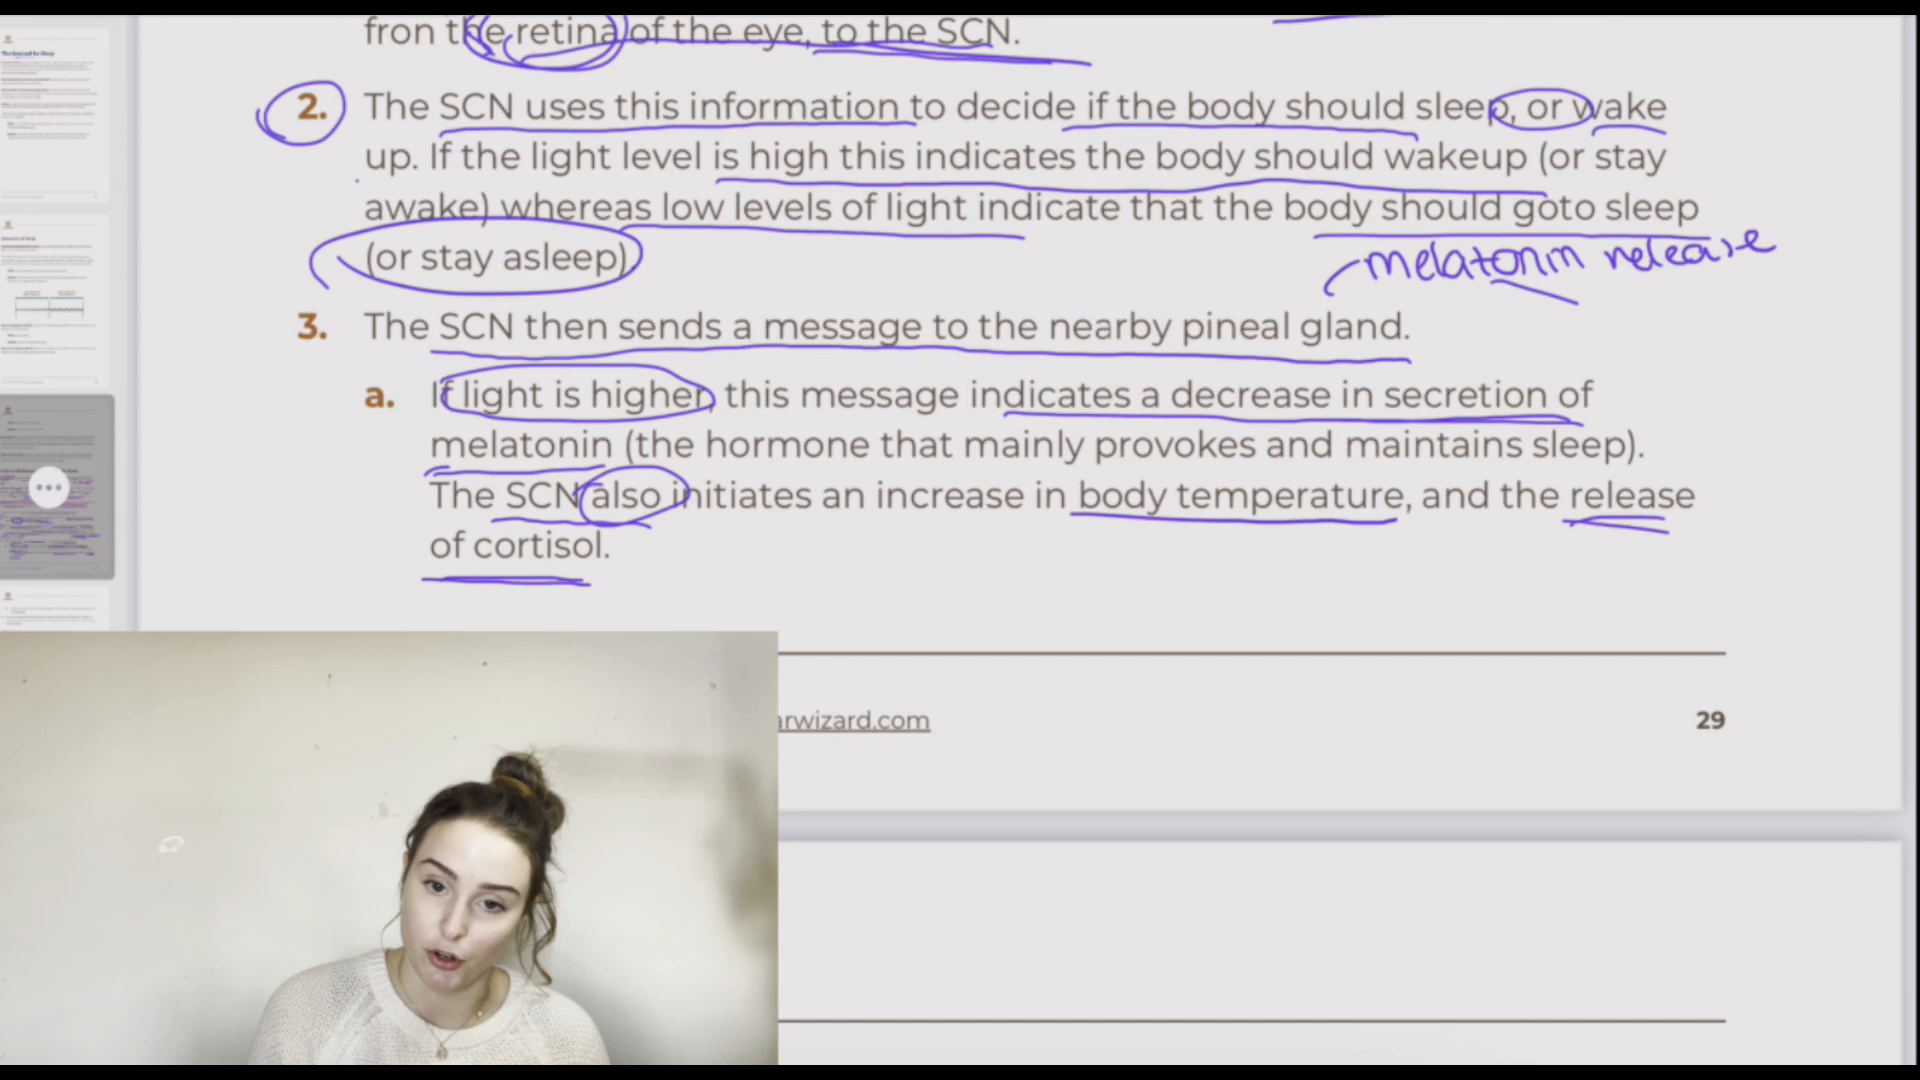 fron the retina of the eye, to the SCN.
2. The SCN uses this information to decide if the body should sleep, or wake
up. If the light level is high this indicates the body should wakeup (or stay
awake) whereas low levels of light indicate that the body should goto sleep
(or stay asleep)
melatonin release
3. The SCN then sends a message to the nearby pineal gland.
a. If light is higher, this message indicates a decrease in secretion of
melatonin (the hormone that mainly provokes and maintains sleep).
The SCN also initiates an increase in body temperature, and the release
of cortisol.
arwizard.com
29